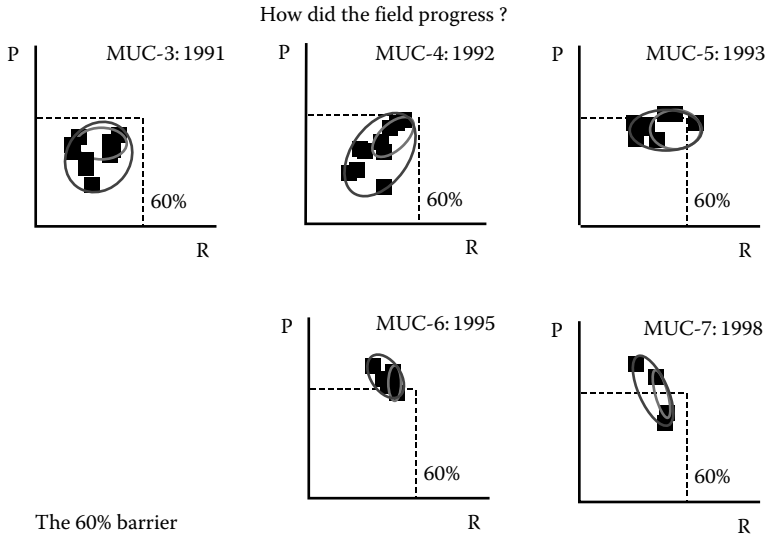 How did the field progress ?
P
MUC-3: 1991
60%
R
P
MUC-4: 1992
60%
R
P
MUC-5: 1993
60%
R
P
MUC-6: 1995
60%
R
P
MUC-7: 1998
60%
R
The 60% barrier